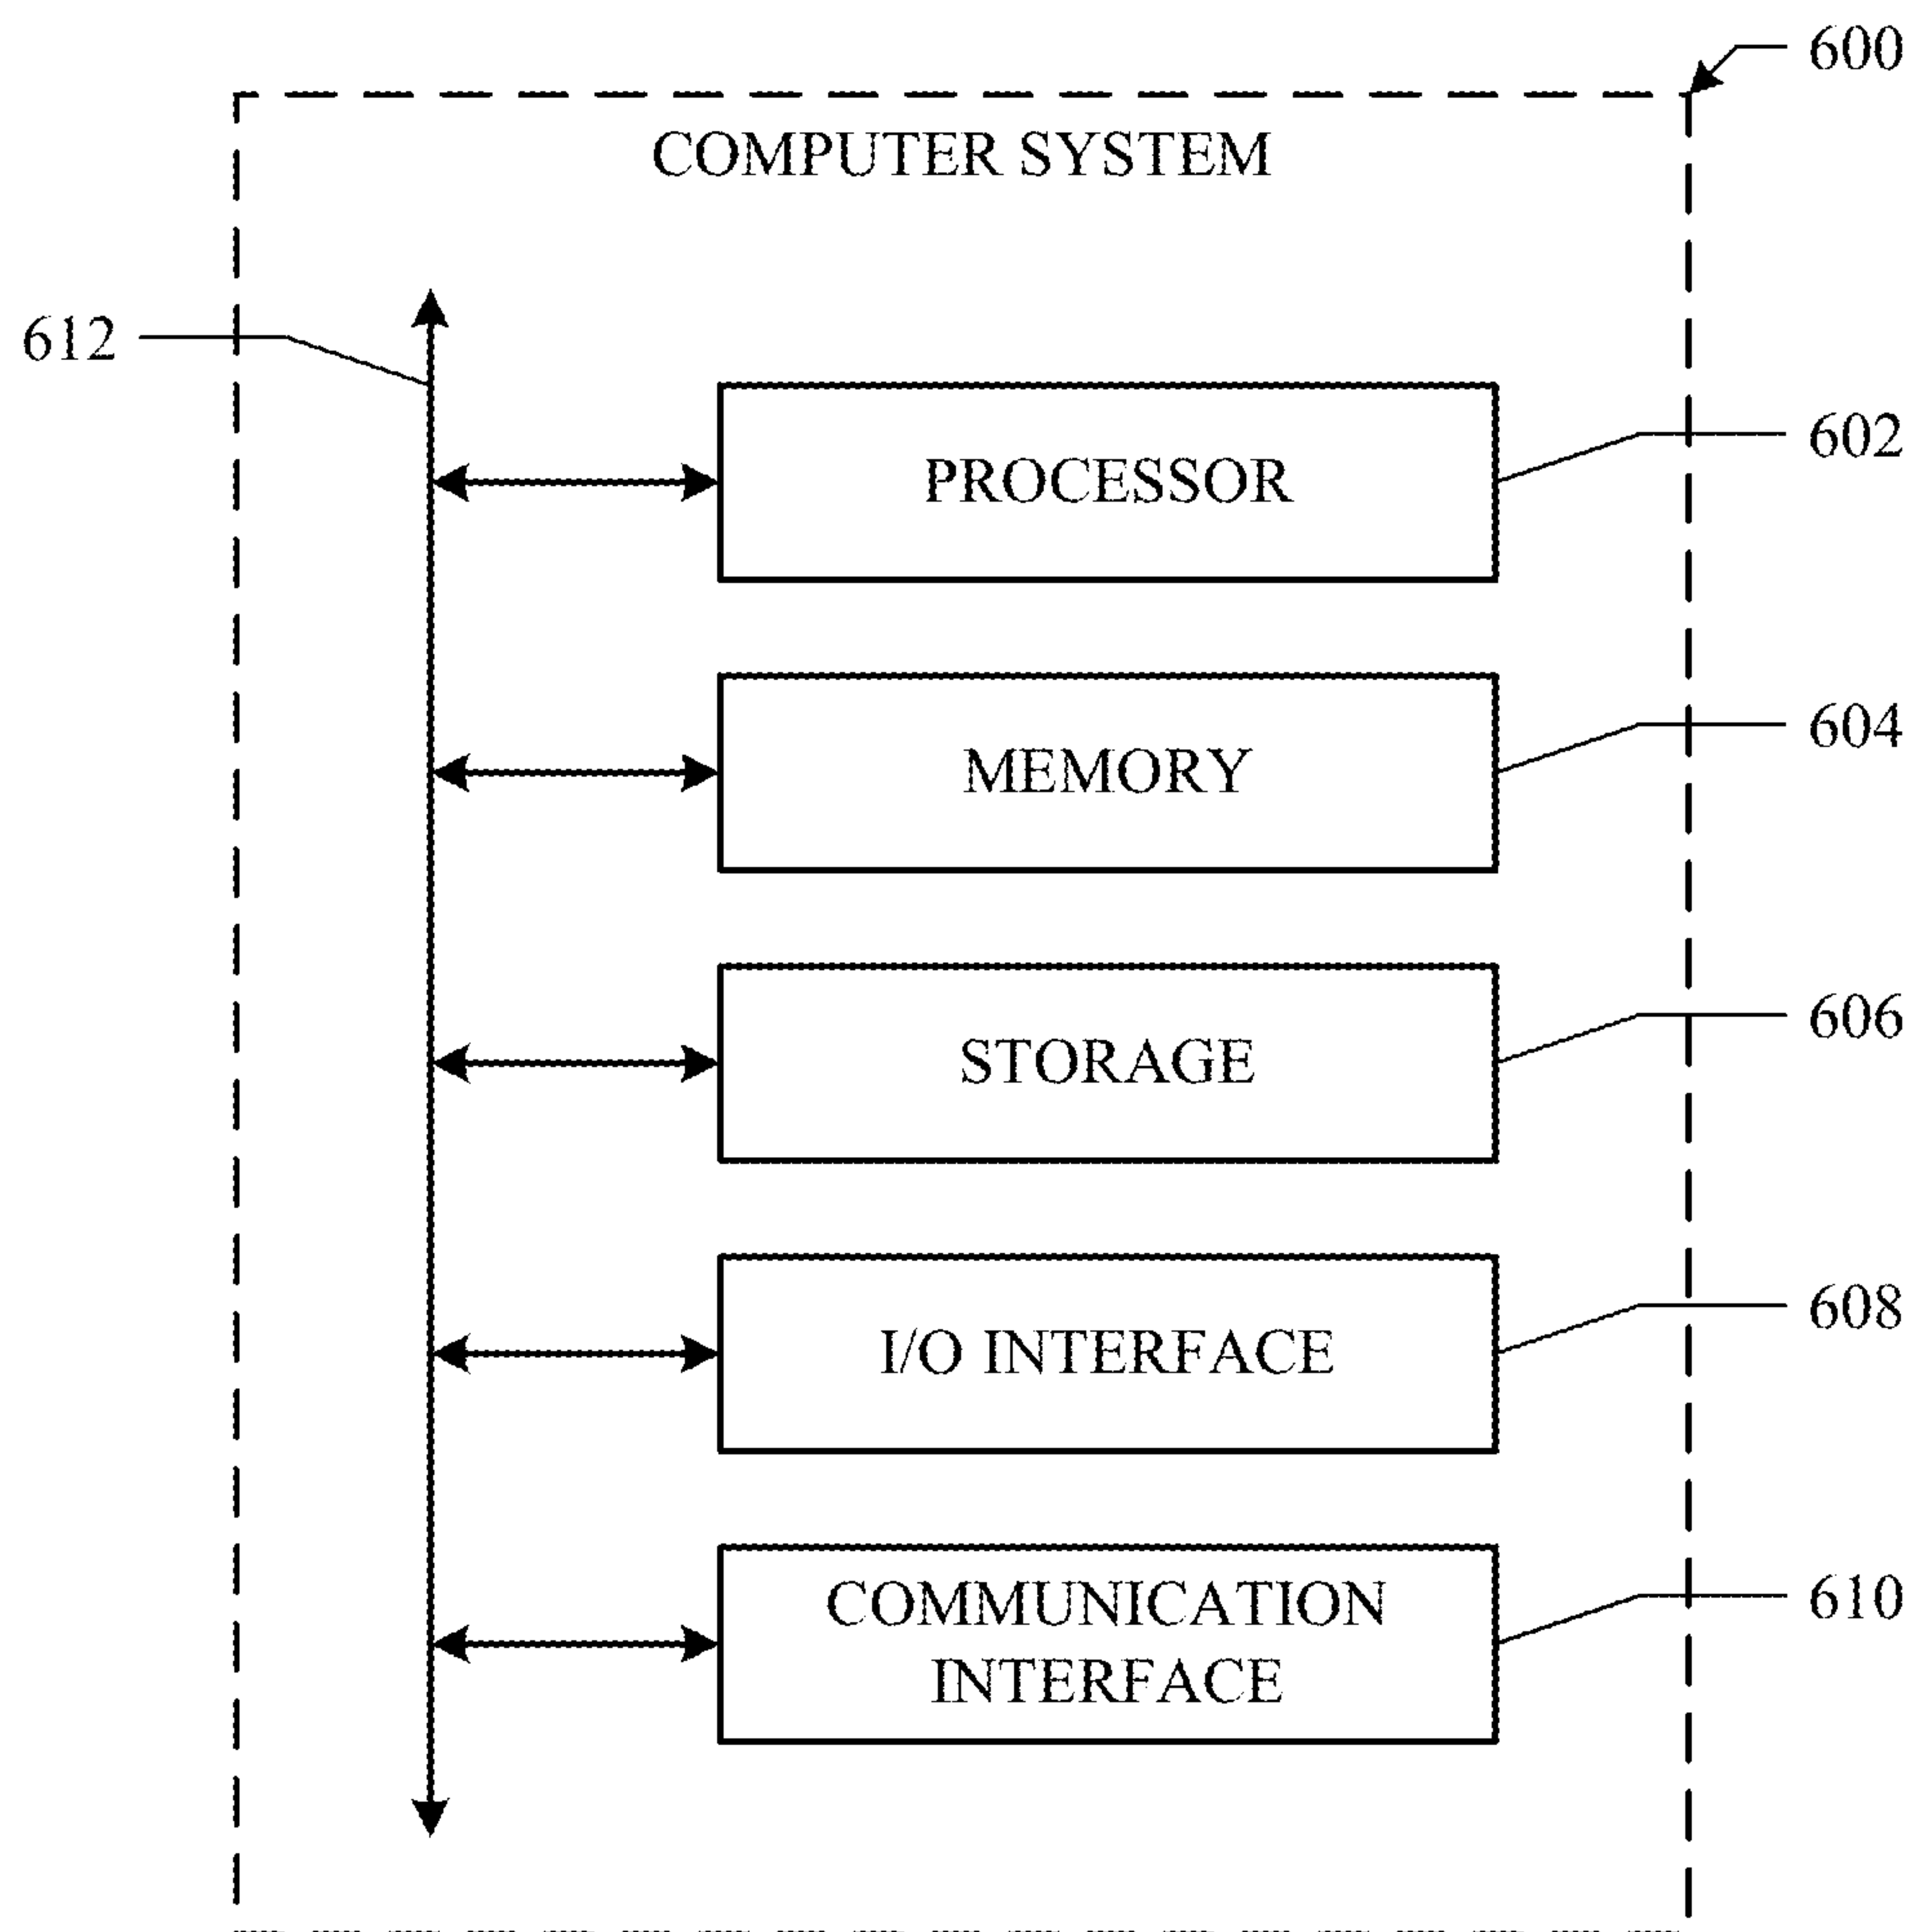 600
COMPUTER SYSTEM
612
602
PROCESSOR
604
MEMORY
606
STORAGE
608
I/O INTERFACE
610
COMMUNICATION
INTERFACE